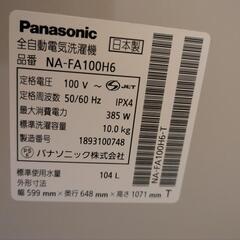 Panasonic
全自動電気洗濯機 日本製
品番 NA-FA100H6
定格電圧 100 V～ JET
定格周波数 50/60 Hz IPX4
最大消費電力 385 W
標準洗濯容量 10.0 kg
製造番号 1893100748
パナソニック株式会社
標準使用水量 104 L
外形寸法
幅 599 mm × 奥行 648 mm × 高さ 1071 mm T
NA-FA100H6-T